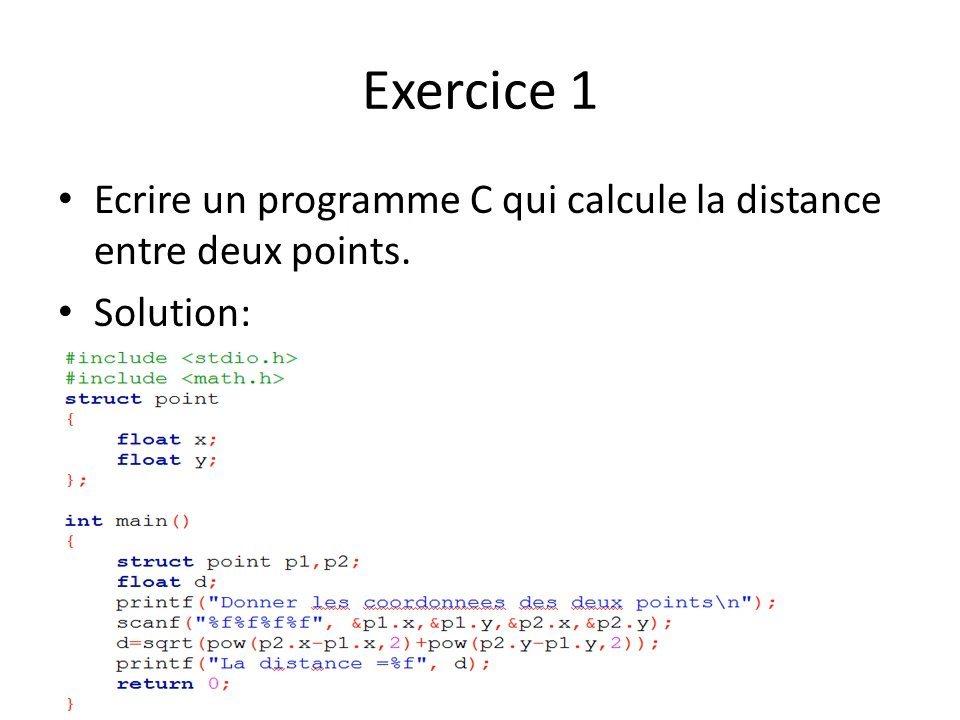 Exercice 1
• Ecrire un programme C qui calcule la distance
entre deux points.
• Solution:
#include <stdio.h>
#include <math.h>
struct point
{
    float x;
    float y;
};

int main()
{
    struct point p1,p2;
    float d;
    printf("Donner les coordonnees des deux points\n");
    scanf("%f%f%f%f", &p1.x,&p1.y,&p2.x,&p2.y);
    d=sqrt(pow(p2.x-p1.x,2)+pow(p2.y-p1.y,2));
    printf("La distance =%f", d);
    return 0;
}